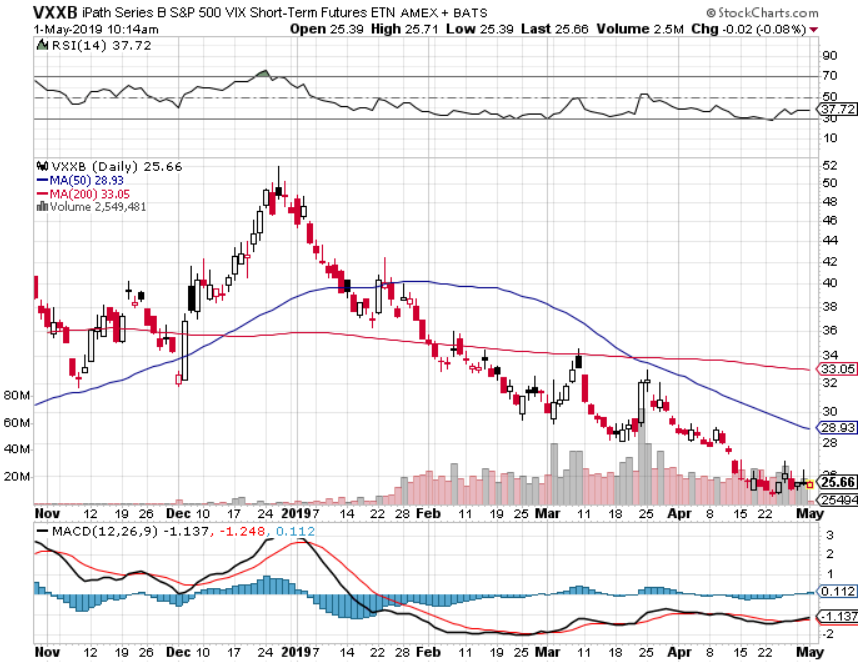 VXXB iPath Series B S&P 500 VIX Short-Term Futures ETN AMEX + BATS © StockCharts.com
1-May-2019 10:14am Open 25.39 High 25.71 Low 25.39 Last 25.66 Volume 2.5M Chg -0.02 (-0.08%)
RSI(14) 37.72
90
70
50
37.72
30
10
VXXB (Daily) 25.66
MA(50) 28.93
MA(200) 33.05
Volume 2,549,481
52
50
48
46
44
42
40
38
36
34
33.05
32
30
28.93
28
26
25.66
25494
80M
60M
40M
20M
Nov 12 19 26 Dec 10 17 24 2019 7 14 22 28 Feb 11 19 25 Mar 11 18 25 Apr 8 15 22 May
MACD(12,26,9) -1.137, -1.248, 0.112
3
2
1
0.112
-1.137
-2
Nov 12 19 26 Dec 10 17 24 2019 7 14 22 28 Feb 11 19 25 Mar 11 18 25 Apr 8 15 22 May